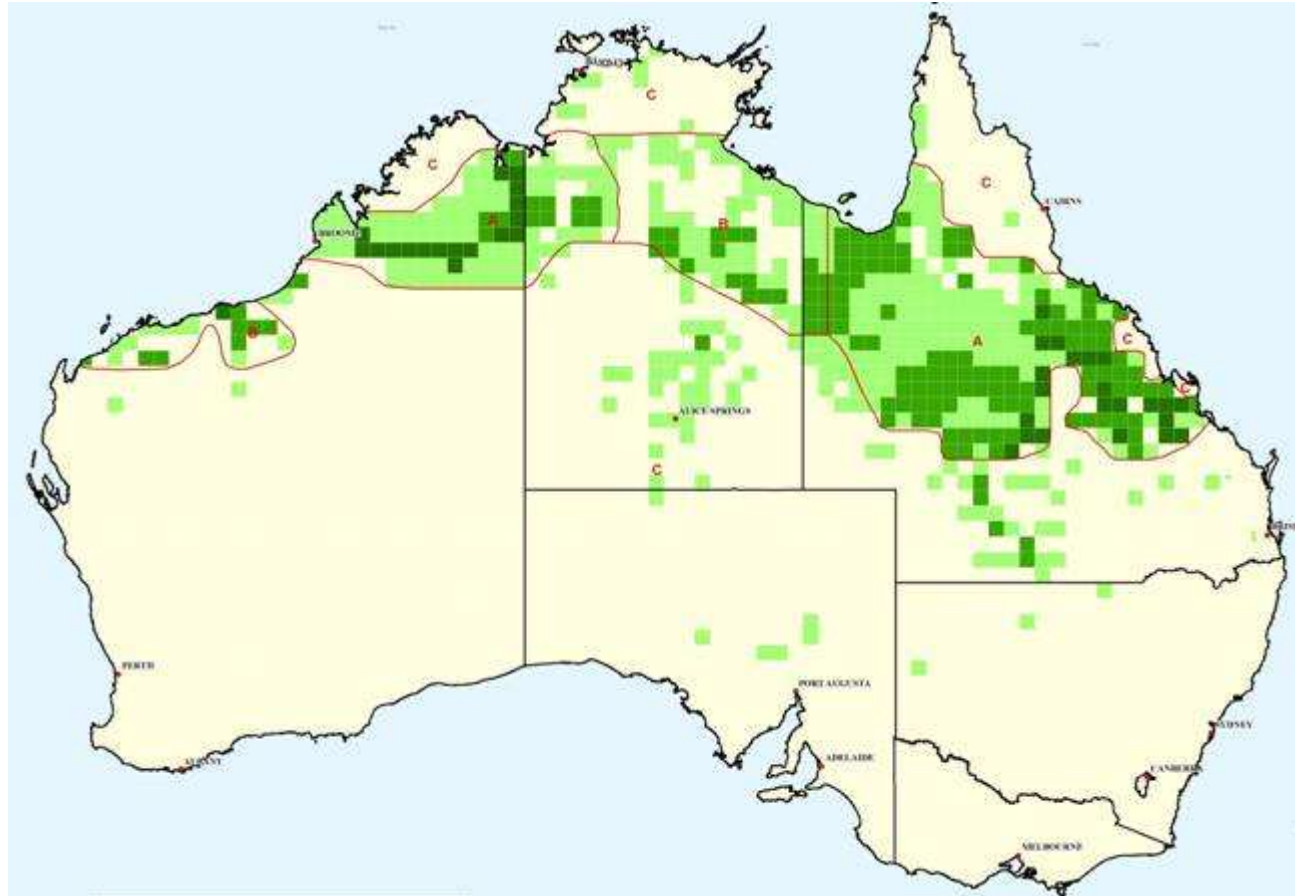 C
C
C
CAIRNS
A
B
BROOME
B
A
C
C
ALICE SPRINGS
C
PERTH
PORT AUGUSTA
SYDNEY
ALBANY
ADELAIDE
CANBERRA
MELBOURNE